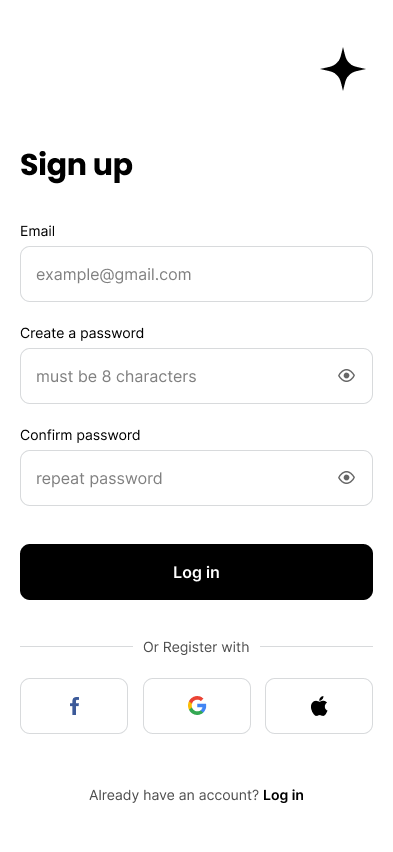 Sign up
Email
example@gmail.com
Create a password
must be 8 characters
Confirm password
repeat password
Log in
Or Register with
Already have an account? Log in